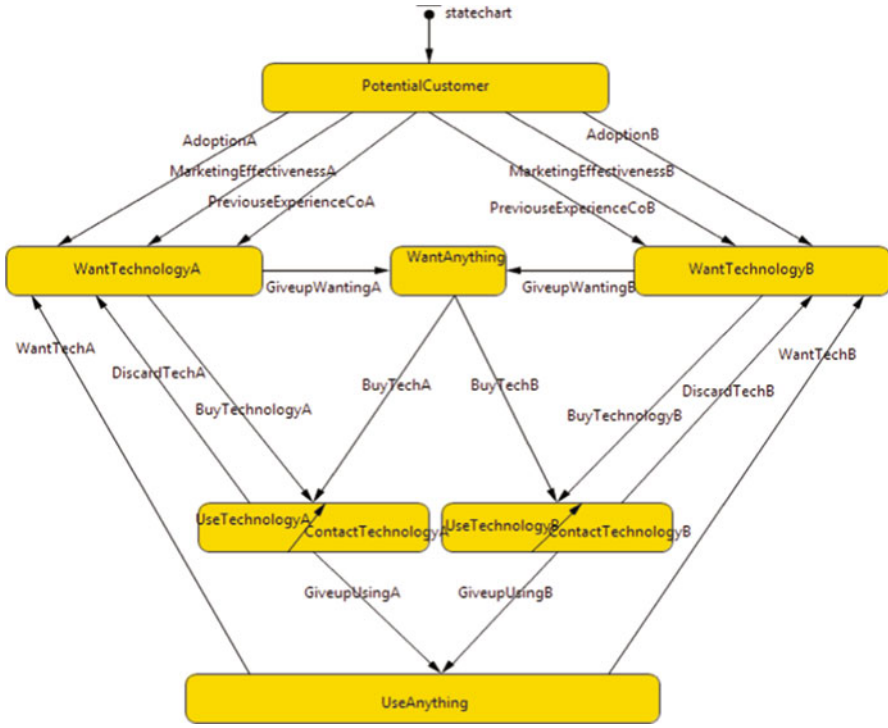 statechart
PotentialCustomer
AdoptionA
AdoptionB
MarketingEffectivenessA
MarketingEffectivenessB
PreviouseExperienceCoA
PreviouseExperienceCoB
WantTechnologyA
WantAnything
WantTechnologyB
GiveupWantingA
GiveupWantingB
WantTechA
WantTechB
DiscardTechA
BuyTechA
BuyTechB
DiscardTechB
BuyTechnologyA
BuyTechnologyB
UseTechnologyA
ContactTechnologyA
UseTechnologyB
ContactTechnologyB
GiveupUsingA
GiveupUsingB
UseAnything